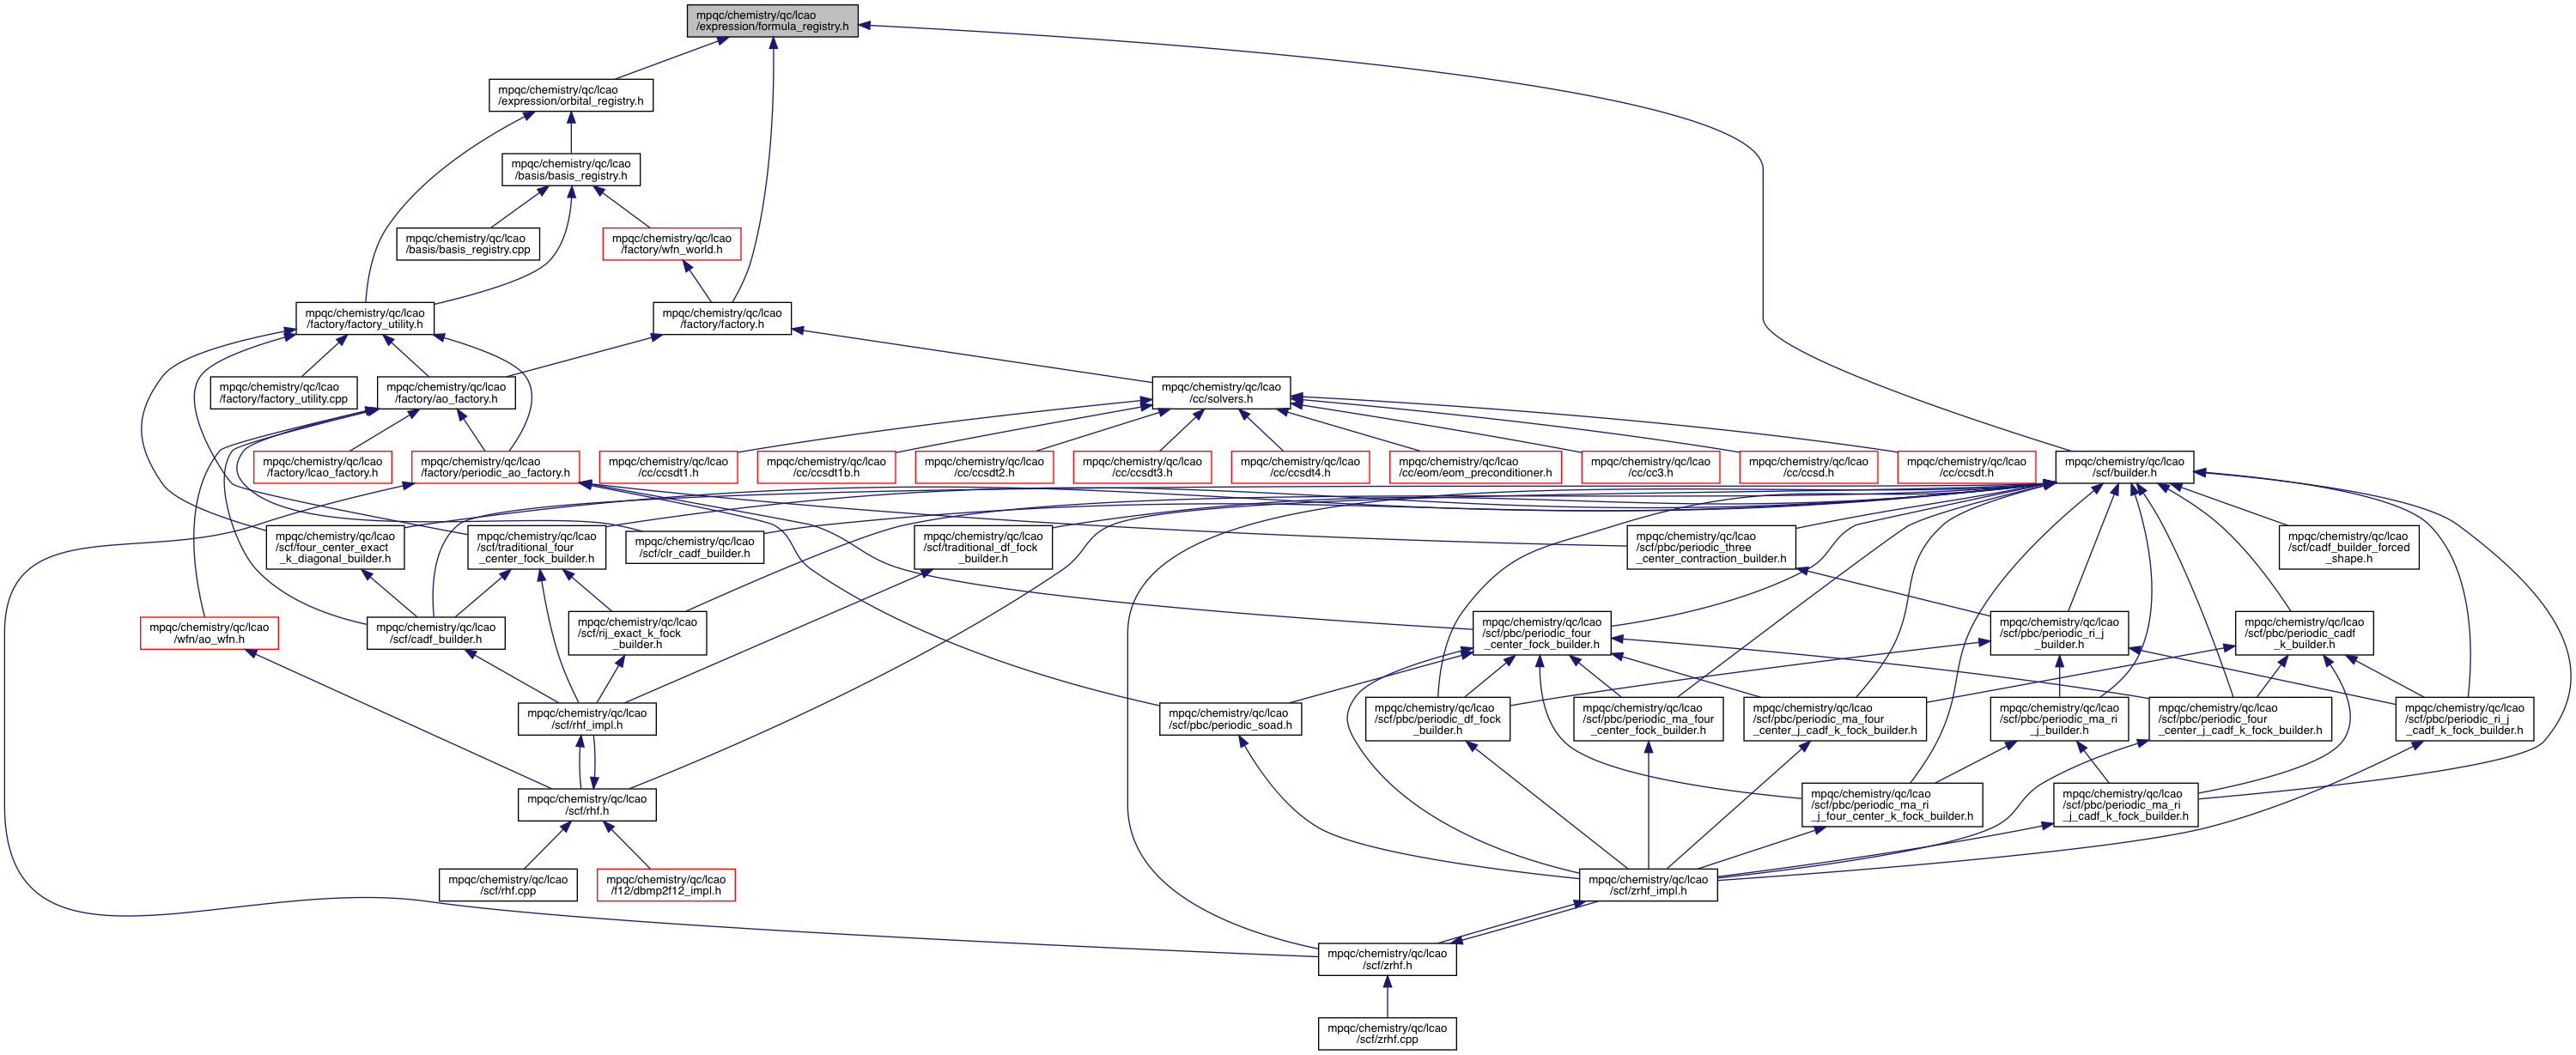 mpqc/chemistry/qc/lcao
/expression/formula_registry.h
mpqc/chemistry/qc/lcao
/expression/orbital_registry.h
mpqc/chemistry/qc/lcao
/basis/basis_registry.h
mpqc/chemistry/qc/lcao
/basis/basis_registry.cpp
mpqc/chemistry/qc/lcao
/factory/wfn_world.h
mpqc/chemistry/qc/lcao
/factory/factory_utility.h
mpqc/chemistry/qc/lcao
/factory/factory.h
mpqc/chemistry/qc/lcao
/factory/factory_utility.cpp
mpqc/chemistry/qc/lcao
/factory/ao_factory.h
mpqc/chemistry/qc/lcao
/cc/solvers.h
mpqc/chemistry/qc/lcao
/factory/lcao_factory.h
mpqc/chemistry/qc/lcao
/factory/periodic_ao_factory.h
mpqc/chemistry/qc/lcao
/cc/ccsdt1.h
mpqc/chemistry/qc/lcao
/cc/ccsdt1b.h
mpqc/chemistry/qc/lcao
/cc/ccsdt2.h
mpqc/chemistry/qc/lcao
/cc/ccsdt3.h
mpqc/chemistry/qc/lcao
/cc/ccsdt4.h
mpqc/chemistry/qc/lcao
/cc/eom/eom_preconditioner.h
mpqc/chemistry/qc/lcao
/cc/cc3.h
mpqc/chemistry/qc/lcao
/cc/ccsd.h
mpqc/chemistry/qc/lcao
/cc/ccsdt.h
mpqc/chemistry/qc/lcao
/scf/builder.h
mpqc/chemistry/qc/lcao
/scf/four_center_exact
_k_diagonal_builder.h
mpqc/chemistry/qc/lcao
/scf/traditional_four
_center_fock_builder.h
mpqc/chemistry/qc/lcao
/scf/clr_cadf_builder.h
mpqc/chemistry/qc/lcao
/scf/traditional_df_fock
_builder.h
mpqc/chemistry/qc/lcao
/scf/pbc/periodic_three
_center_contraction_builder.h
mpqc/chemistry/qc/lcao
/scf/cadf_builder_forced
_shape.h
mpqc/chemistry/qc/lcao
/wfn/ao_wfn.h
mpqc/chemistry/qc/lcao
/scf/cadf_builder.h
mpqc/chemistry/qc/lcao
/scf/rij_exact_k_fock
_builder.h
mpqc/chemistry/qc/lcao
/scf/pbc/periodic_four
_center_fock_builder.h
mpqc/chemistry/qc/lcao
/scf/pbc/periodic_ri_j
_builder.h
mpqc/chemistry/qc/lcao
/scf/pbc/periodic_cadf
_k_builder.h
mpqc/chemistry/qc/lcao
/scf/rhf_impl.h
mpqc/chemistry/qc/lcao
/scf/pbc/periodic_soad.h
mpqc/chemistry/qc/lcao
/scf/pbc/periodic_df_fock
_builder.h
mpqc/chemistry/qc/lcao
/scf/pbc/periodic_ma_four
_center_fock_builder.h
mpqc/chemistry/qc/lcao
/scf/pbc/periodic_ma_four
_center_j_cadf_k_fock_builder.h
mpqc/chemistry/qc/lcao
/scf/pbc/periodic_ma_ri
_j_builder.h
mpqc/chemistry/qc/lcao
/scf/pbc/periodic_four
_center_j_cadf_k_fock_builder.h
mpqc/chemistry/qc/lcao
/scf/pbc/periodic_ri_j
_cadf_k_fock_builder.h
mpqc/chemistry/qc/lcao
/scf/rhf.h
mpqc/chemistry/qc/lcao
/scf/pbc/periodic_ma_ri
_j_four_center_k_fock_builder.h
mpqc/chemistry/qc/lcao
/scf/pbc/periodic_ma_ri
_j_cadf_k_fock_builder.h
mpqc/chemistry/qc/lcao
/scf/rhf.cpp
mpqc/chemistry/qc/lcao
/f12/dbmp2f12_impl.h
mpqc/chemistry/qc/lcao
/scf/zrhf_impl.h
mpqc/chemistry/qc/lcao
/scf/zrhf.h
mpqc/chemistry/qc/lcao
/scf/zrhf.cpp